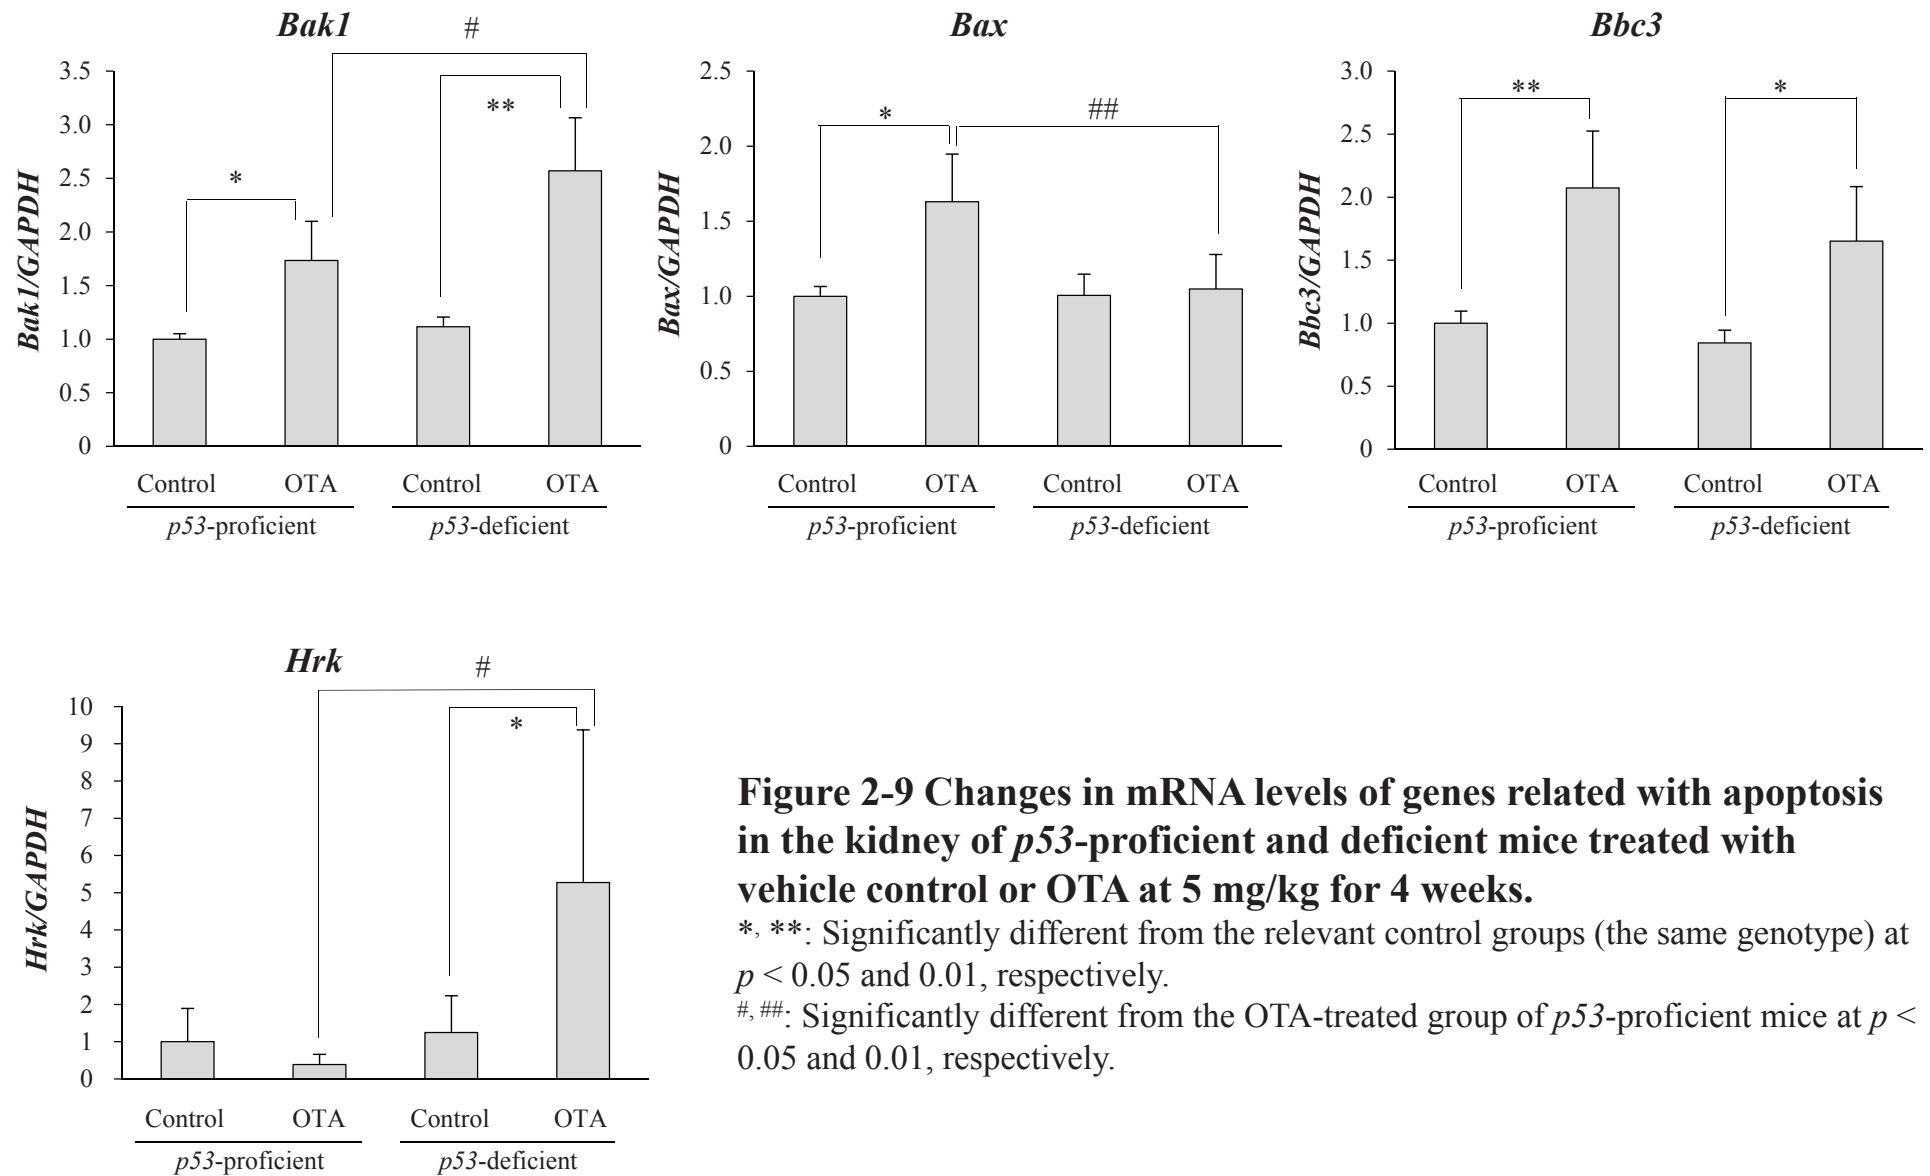 Bak1
#
**
*
Bak1/GAPDH
3.5
3.0
2.5
2.0
1.5
1.0
0.5
0
Control OTA Control OTA
p53-proficient p53-deficient
Bax
*
##
Bax/GAPDH
2.5
2.0
1.5
1.0
0.5
0
Control OTA Control OTA
p53-proficient p53-deficient
Bbc3
**
*
Bbc3/GAPDH
3.0
2.5
2.0
1.5
1.0
0.5
0
Control OTA Control OTA
p53-proficient p53-deficient
Hrk
#
*
Hrk/GAPDH
10
9
8
7
6
5
4
3
2
1
0
Control OTA Control OTA
p53-proficient p53-deficient
Figure 2-9 Changes in mRNA levels of genes related with apoptosis
in the kidney of p53-proficient and deficient mice treated with
vehicle control or OTA at 5 mg/kg for 4 weeks.
*, **: Significantly different from the relevant control groups (the same genotype) at
p < 0.05 and 0.01, respectively.
#, ##: Significantly different from the OTA-treated group of p53-proficient mice at p <
0.05 and 0.01, respectively.